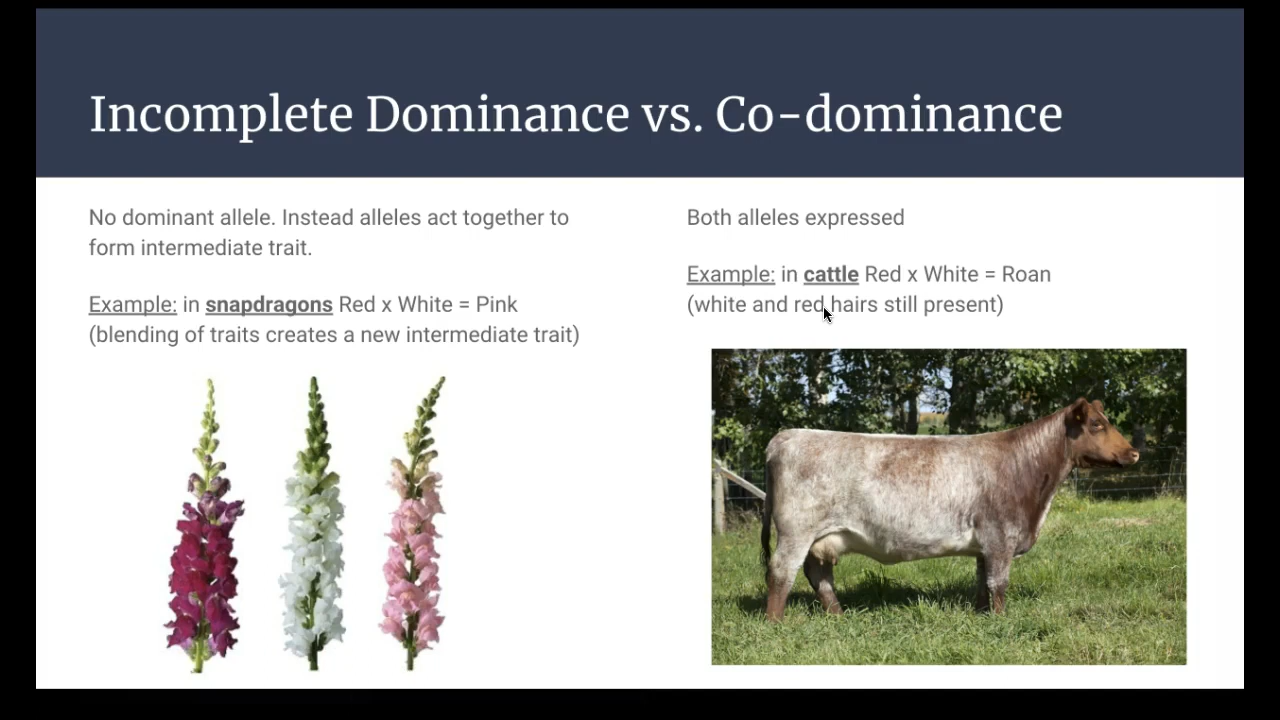 Incomplete Dominance vs. Co-dominance
No dominant allele. Instead alleles act together to
form intermediate trait.
Example: in snapdragons Red x White = Pink
(blending of traits creates a new intermediate trait)
Both alleles expressed
Example: in cattle Red x White = Roan
(white and red hairs still present)